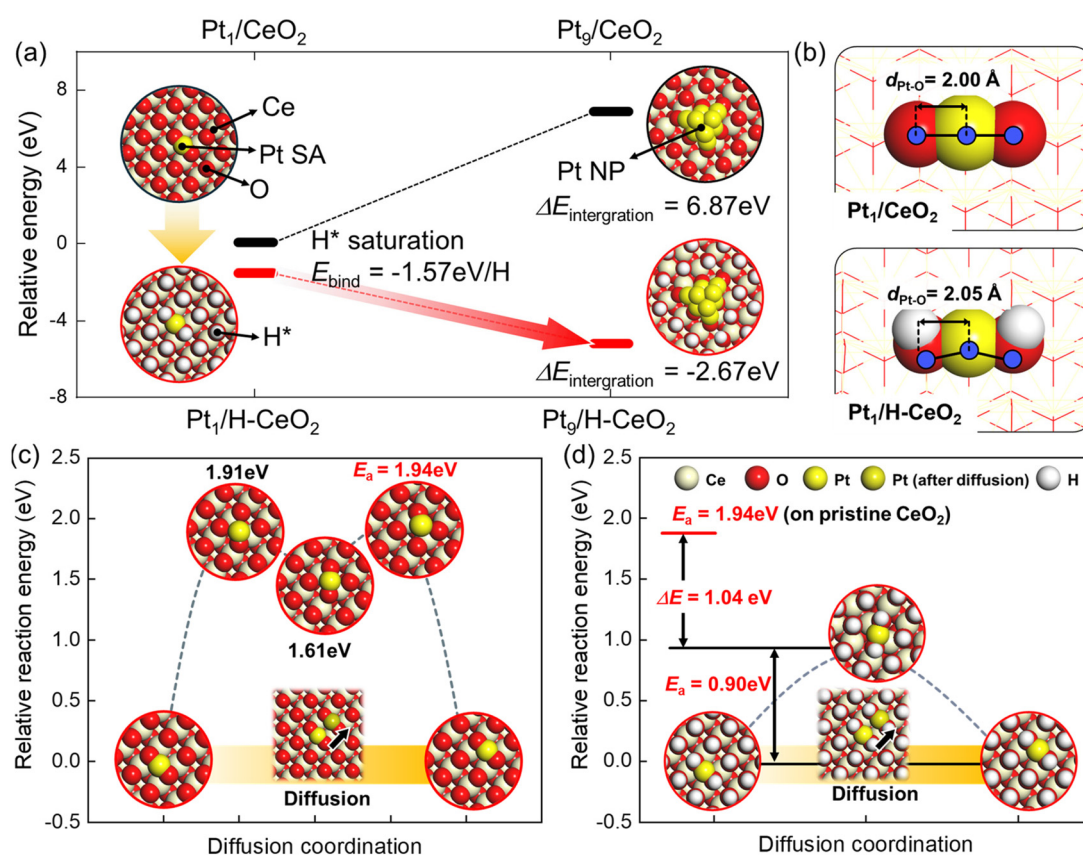 (a)
Pt1/CeO2
Pt9/CeO2
Relative energy (eV)
8
4
0
-4
-8
Ce
Pt SA
O
Pt NP
ΔEintergration = 6.87eV
H* saturation
Ebind = -1.57eV/H
H*
ΔEintergration = -2.67eV
Pt1/H-CeO2
Pt9/H-CeO2
(b)
dPt-O= 2.00 Å
Pt1/CeO2
dPt-O= 2.05 Å
Pt1/H-CeO2
(c)
Relative reaction energy (eV)
2.5
2.0
1.5
1.0
0.5
0.0
-0.5
1.91eV
Ea = 1.94eV
1.61eV
Diffusion
Diffusion coordination
(d)
Relative reaction energy (eV)
2.5
2.0
1.5
1.0
0.5
0.0
-0.5
Ce O Pt Pt (after diffusion) H
Ea = 1.94eV (on pristine CeO2)
ΔE = 1.04 eV
Ea = 0.90eV
Diffusion
Diffusion coordination